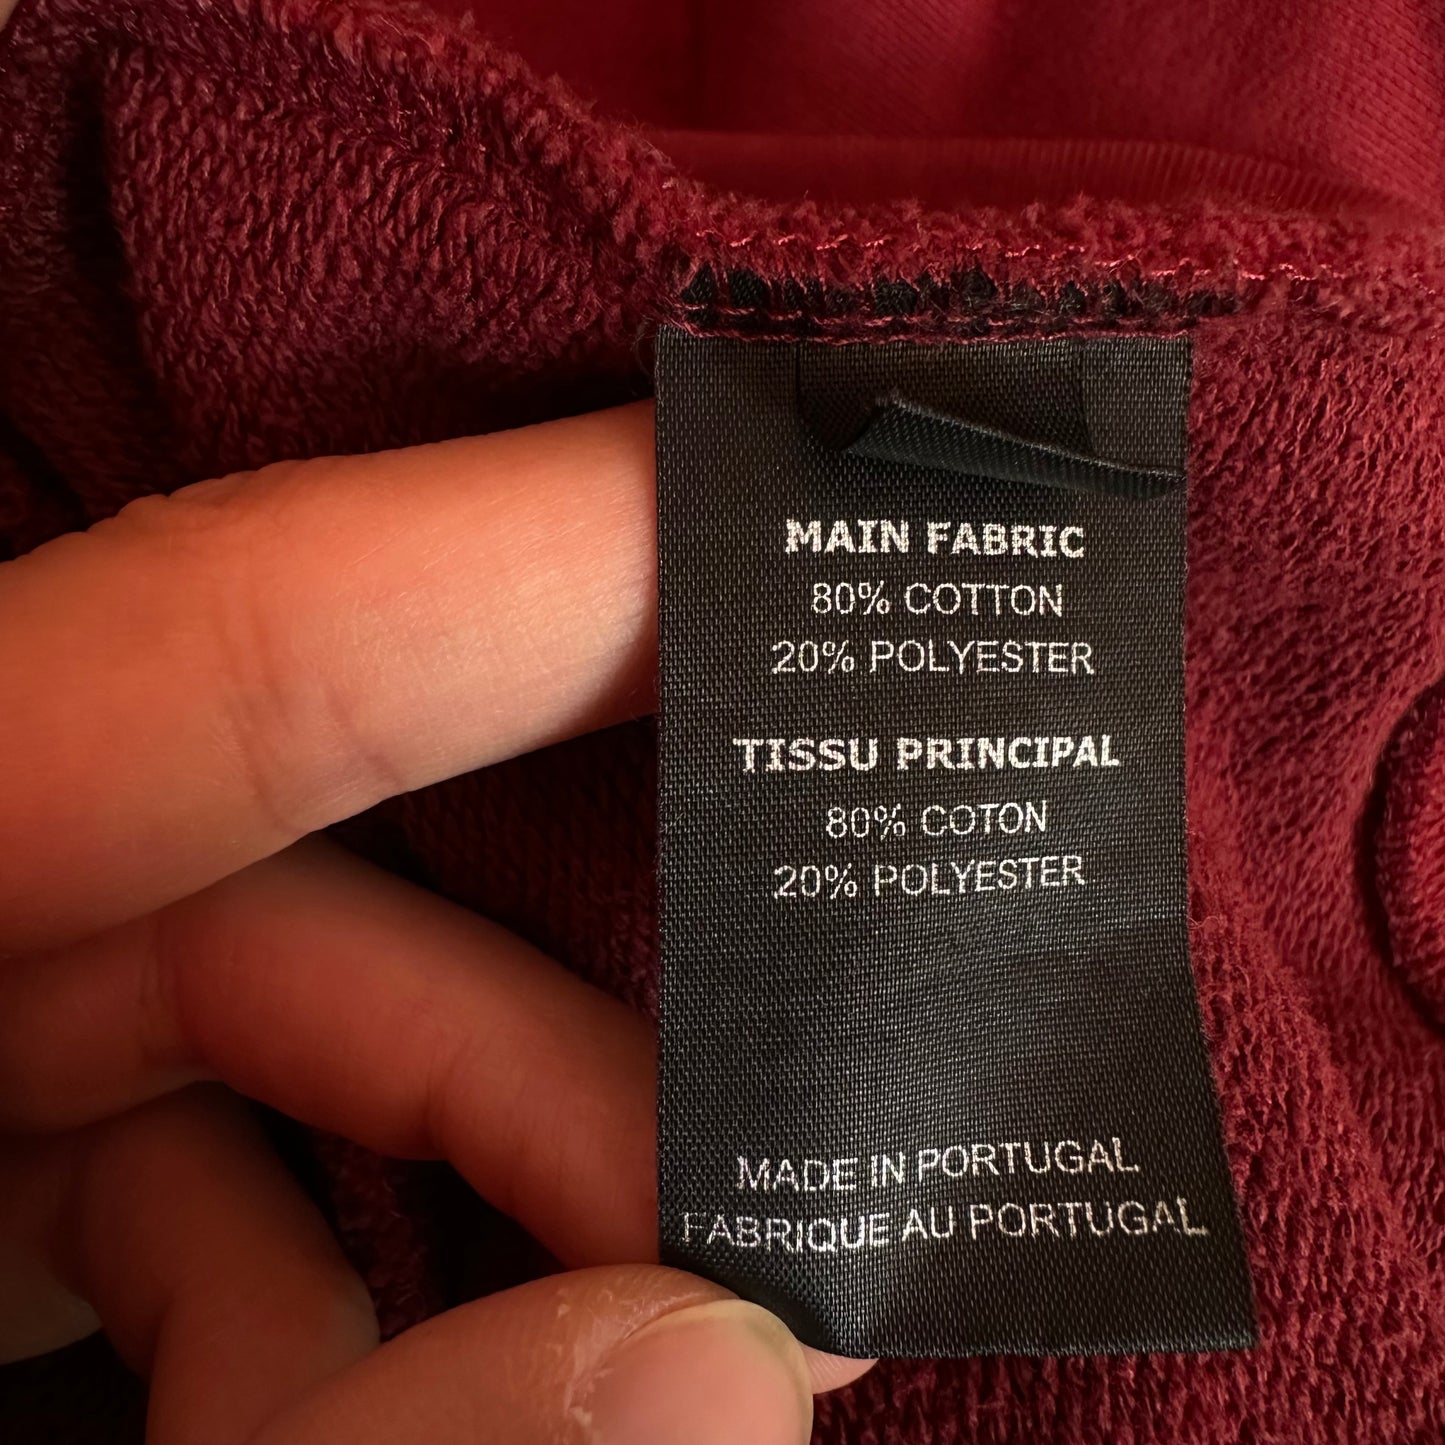 MAIN FABRIC
80% COTTON
20% POLYESTER
TISSU PRINCIPAL
80% COTON
20% POLYESTER
MADE IN PORTUGAL
FABRIQUE AU PORTUGAL